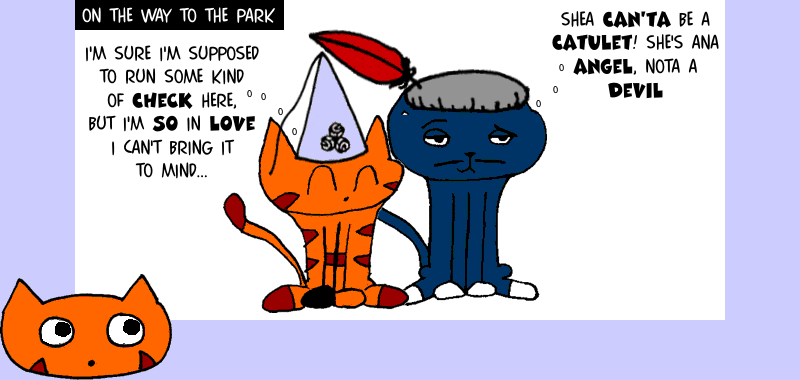 ON THE WAY TO THE PARK
I'M SURE I'M SUPPOSED
TO RUN SOME KIND
OF CHECK HERE,
BUT I'M SO IN LOVE
I CAN'T BRING IT
TO MIND...
SHEA CAN'TA BE A
CATULET! SHE'S ANA
ANGEL, NOTA A
DEVIL